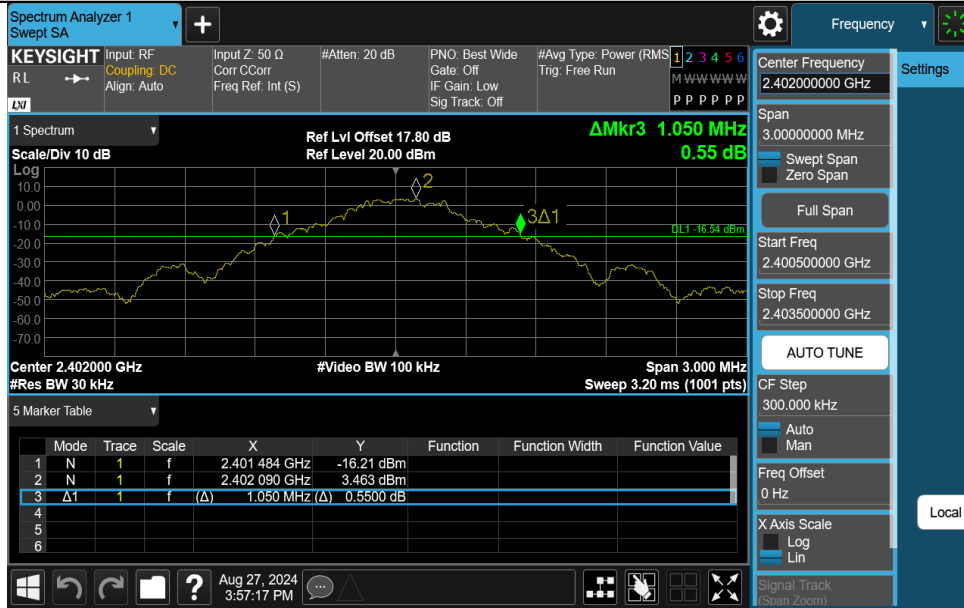 Spectrum Analyzer 1
Swept SA
+
Frequency
KEYSIGHT
RL
LXI
Input: RF
Coupling: DC
Align: Auto
Input Z: 50 Ω
Corr CCorr
Freq Ref: Int (S)
#Atten: 20 dB
PNO: Best Wide
Gate: Off
IF Gain: Low
Sig Track: Off
#Avg Type: Power (RMS
Trig: Free Run
1 2 3 4 5 6
M W W W W W
P P P P P P
1 Spectrum
Scale/Div 10 dB
Ref Lvl Offset 17.80 dB
Ref Level 20.00 dBm
ΔMkr3 1.050 MHz
0.55 dB
Log
10.0
0.00
-10.0
-20.0
-30.0
-40.0
-50.0
-60.0
-70.0
1
2
3Δ1
DL1 -16.54 dBm
Center 2.402000 GHz
#Res BW 30 kHz
#Video BW 100 kHz
Span 3.000 MHz
Sweep 3.20 ms (1001 pts)
5 Marker Table
Mode Trace Scale X Y Function Function Width Function Value
1 N 1 f 2.401 484 GHz -16.21 dBm
2 N 1 f 2.402 090 GHz 3.463 dBm
3 Δ1 1 f (Δ) 1.050 MHz (Δ) 0.5500 dB
4
5
6
?
Aug 27, 2024
3:57:17 PM
Center Frequency
2.402000000 GHz
Settings
Span
3.00000000 MHz
Swept Span
Zero Span
Full Span
Start Freq
2.400500000 GHz
Stop Freq
2.403500000 GHz
AUTO TUNE
CF Step
300.000 kHz
Auto
Man
Freq Offset
0 Hz
Local
X Axis Scale
Log
Lin
Signal Track
(Span Zoom)